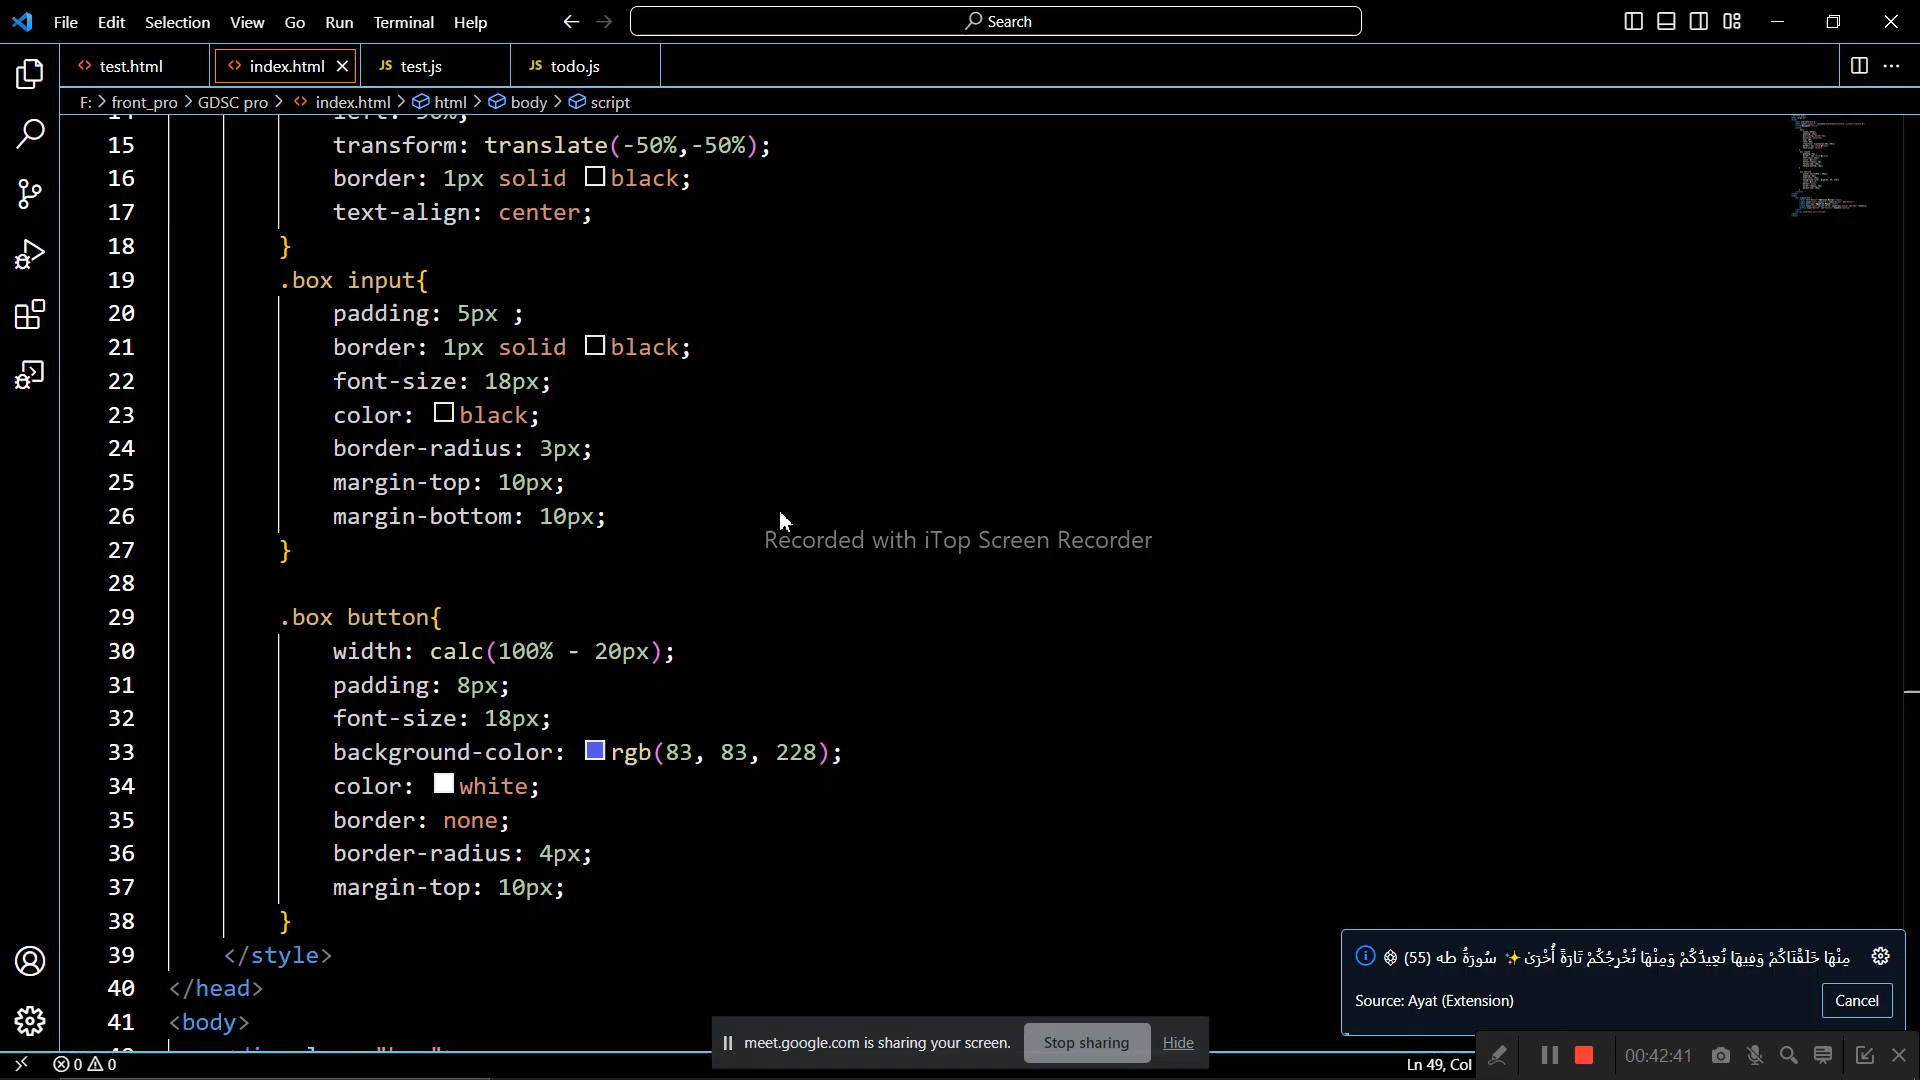 File Edit Selection View Go Run Terminal Help
Search
test.html
index.html
JS test.js
JS todo.js
F: > front_pro > GDSC pro > index.html > html > body > script
14 left: 50%;
15 transform: translate(-50%,-50%);
16 border: 1px solid black;
17 text-align: center;
18 }
19 .box input{
20 padding: 5px ;
21 border: 1px solid black;
22 font-size: 18px;
23 color: black;
24 border-radius: 3px;
25 margin-top: 10px;
26 margin-bottom: 10px;
Recorded with iTop Screen Recorder
27 }
28
29 .box button{
30 width: calc(100% - 20px);
31 padding: 8px;
32 font-size: 18px;
33 background-color: rgb(83, 83, 228);
34 color: white;
35 border: none;
36 border-radius: 4px;
37 margin-top: 10px;
38 }
39 </style>
40 </head>
41 <body>
مِنْهَا خَلَقْنَاكُمْ وَفِيهَا نُعِيدُكُمْ وَمِنْهَا نُخْرِجُكُمْ تَارَةً أُخْرَىٰ ✨ سُورَةُ طه (55)
Source: Ayat (Extension)
Cancel
meet.google.com is sharing your screen.
Stop sharing
Hide
0 0
Ln 49, Col
00:42:41